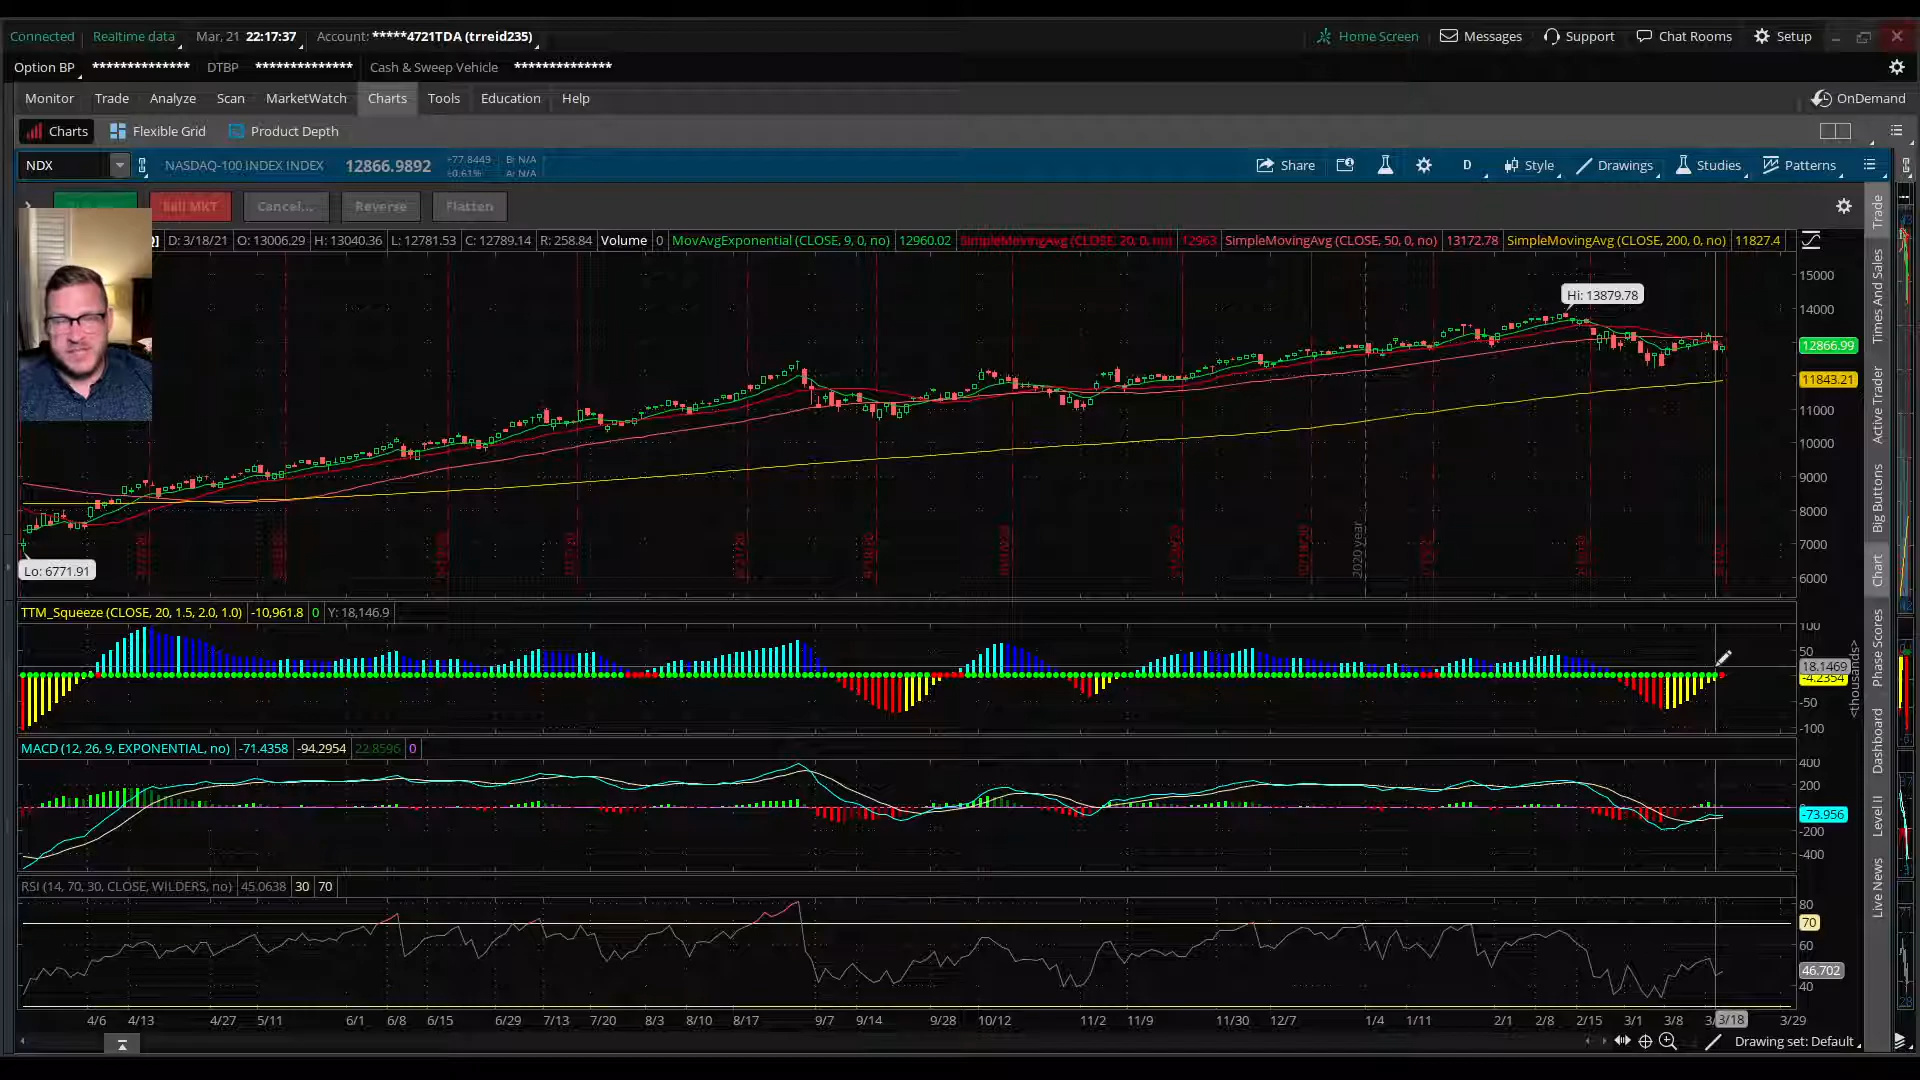 Connected Realtime data Mar, 21 22:17:37 Account: *****4721TDA (trreid235) Home Screen Messages Support Chat Rooms Setup
Option BP ************** DTBP ************** Cash & Sweep Vehicle **************
Monitor Trade Analyze Scan MarketWatch Charts Tools Education Help OnDemand
Charts Flexible Grid Product Depth
NDX NASDAQ-100 INDEX INDEX 12866.9892 +77.8449 +0.61% B: N/A A: N/A Share D Style Drawings Studies Patterns
Sell MKT Cancel... Reverse Flatten
D: 3/18/21 O: 13006.29 H: 13040.36 L: 12781.53 C: 12789.14 R: 258.84 Volume 0 MovAvgExponential (CLOSE, 9, 0, no) 12960.02 SimpleMovingAvg (CLOSE, 20, 0, no) 12963 SimpleMovingAvg (CLOSE, 50, 0, no) 13172.78 SimpleMovingAvg (CLOSE, 200, 0, no) 11827.4
15000
Hi: 13879.78
14000
12866.99
11843.21
11000
10000
9000
8000
7000
2020 year
Lo: 6771.91
6000
TTM_Squeeze (CLOSE, 20, 1.5, 2.0, 1.0) -10,961.8 0 Y: 18,146.9
100
50
18.1469
-4.2354
-50
-100
<thousands>
MACD (12, 26, 9, EXPONENTIAL, no) -71.4358 -94.2954 22.8596 0
400
200
-73.956
-200
-400
RSI (14, 70, 30, CLOSE, WILDERS, no) 45.0638 30 70
80
70
60
46.702
40
4/6 4/13 4/27 5/11 6/1 6/8 6/15 6/29 7/13 7/20 8/3 8/10 8/17 9/7 9/14 9/28 10/12 11/2 11/9 11/30 12/7 1/4 1/11 2/1 2/8 2/15 3/1 3/8 3/18 3/29
Drawing set: Default
Trade
Times And Sales
Active Trader
Big Buttons
Chart
Phase Scores
Dashboard
Level II
Live News